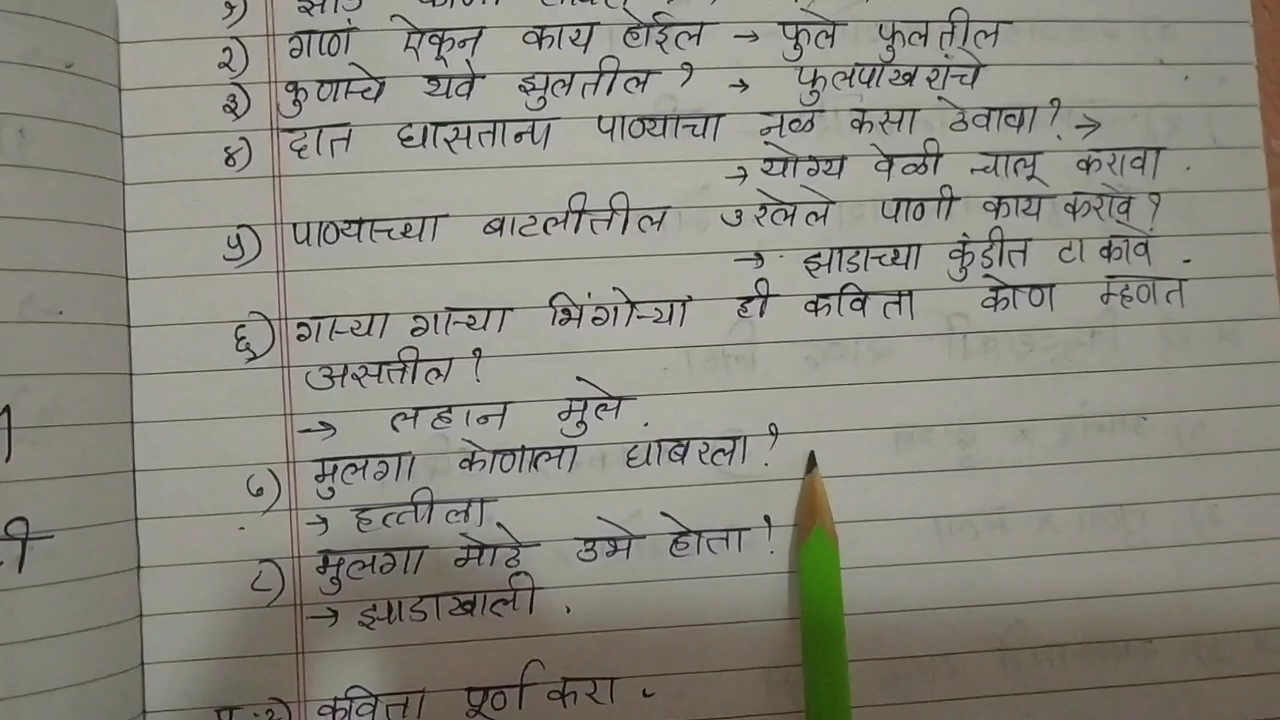 २) गाणं ऐकून काय होईल → फुले फुलतील
३) कुणाचे थवे झुलतील? → फुलपाखरांचे
४) दात घासताना पाण्याचा नळ कसा ठेवावा? →
→ योग्य वेळी चालू करावा.
५) पाण्याच्या बाटलीतील उरलेले पाणी काय करावे?
→ झाडाच्या कुंडीत टाकावे.
६) गाऱ्या गाऱ्या भिंगोऱ्या ही कविता कोण म्हणत
असतील?
→ लहान मुले.
७) मुलगा कोणाला घाबरला?
→ हत्तीला
८) मुलगा कोठे उभे होता?
→ झाडाखाली.
कविता पूर्ण करा.